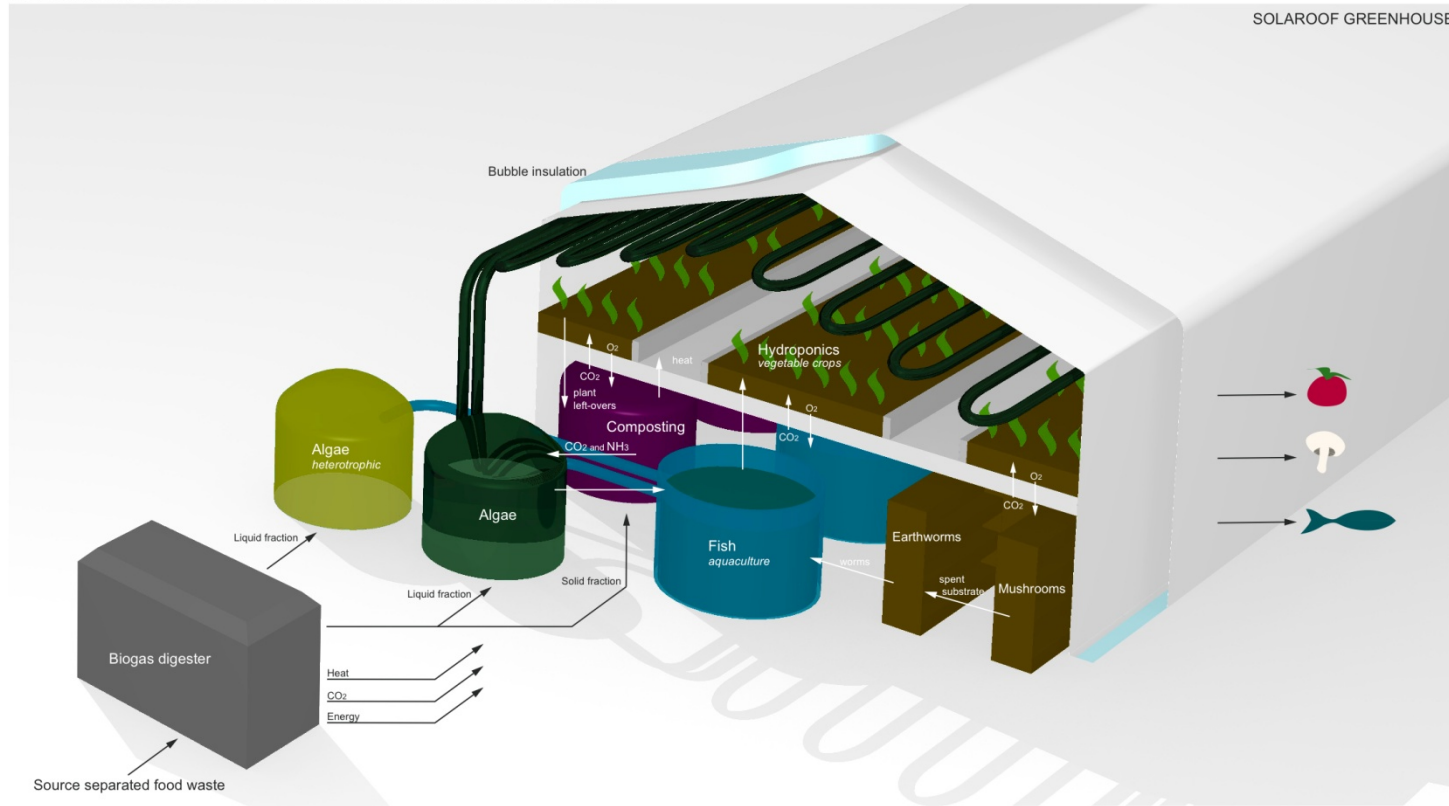 SOLAROOF GREENHOUSE
Bubble insulation
Hydroponics
vegetable crops
heat
O2
CO2
plant
left-overs
Composting
CO2 and NH3
O2
CO2
O2
CO2
Algae
heterotrophic
Algae
Fish
aquaculture
Earthworms
worms
spent
substrate
Mushrooms
Liquid fraction
Liquid fraction
Solid fraction
Biogas digester
Heat
CO2
Energy
Source separated food waste